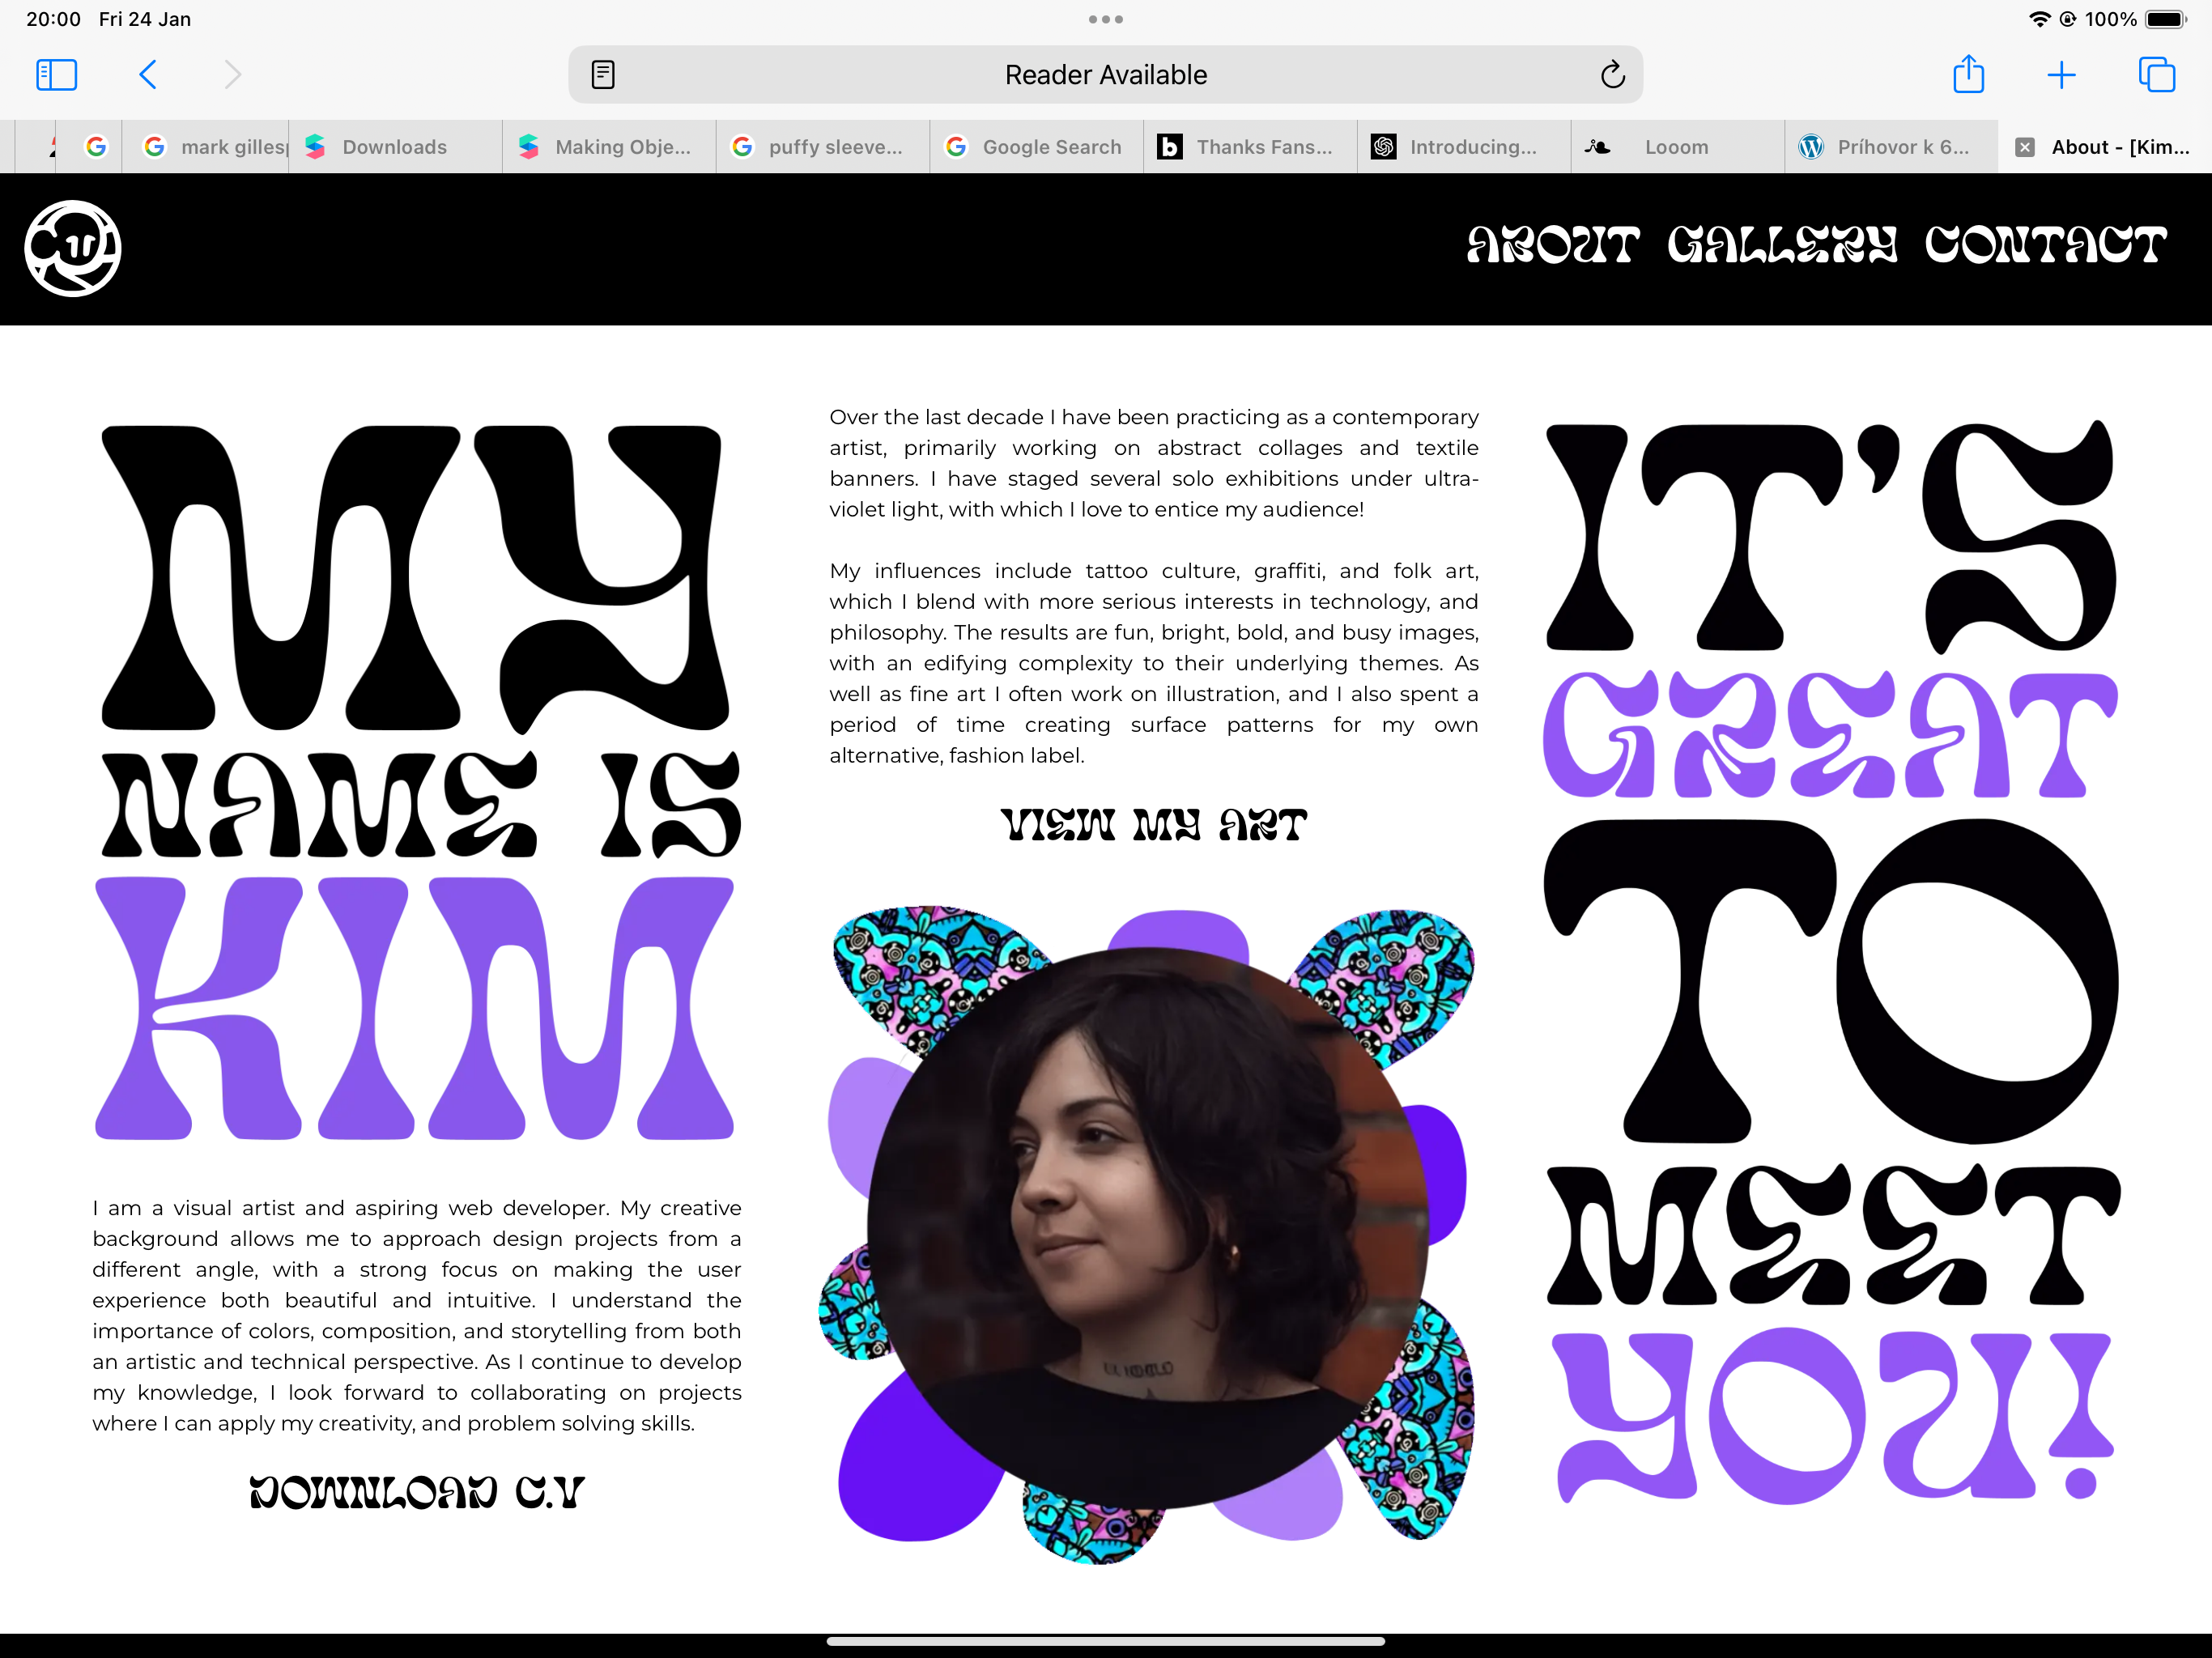 20:00 Fri 24 Jan
100%
Reader Available
mark gillesp
Downloads
Making Obje...
puffy sleeve...
Google Search
Thanks Fans...
Introducing...
Looom
Príhovor k 6...
About - [Kim...
ABOUT GALLERY CONTACT
MY
NAME IS
KIM
I am a visual artist and aspiring web developer. My creative
background allows me to approach design projects from a
different angle, with a strong focus on making the user
experience both beautiful and intuitive. I understand the
importance of colors, composition, and storytelling from both
an artistic and technical perspective. As I continue to develop
my knowledge, I look forward to collaborating on projects
where I can apply my creativity, and problem solving skills.
DOWNLOAD C.V
Over the last decade I have been practicing as a contemporary
artist, primarily working on abstract collages and textile
banners. I have staged several solo exhibitions under ultra-
violet light, with which I love to entice my audience!
My influences include tattoo culture, graffiti, and folk art,
which I blend with more serious interests in technology, and
philosophy. The results are fun, bright, bold, and busy images,
with an edifying complexity to their underlying themes. As
well as fine art I often work on illustration, and I also spent a
period of time creating surface patterns for my own
alternative, fashion label.
VIEW MY ART
IT'S
GREAT
TO
MEET
YOU!